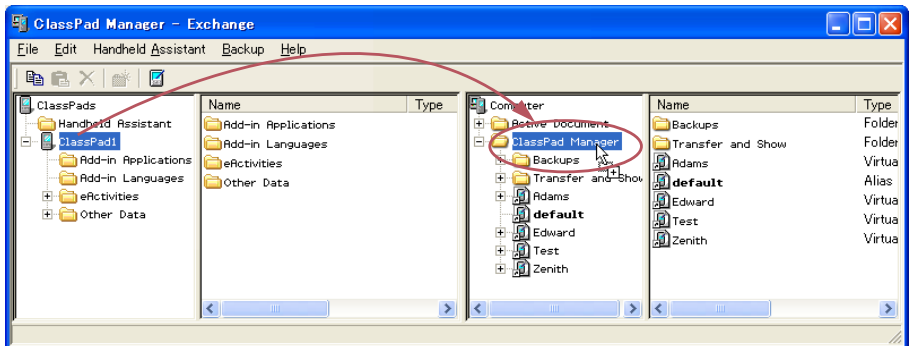 ClassPad Manager – Exchange
File Edit Handheld Assistant Backup Help
ClassPads
Handheld Assistant
ClassPad1
Add-in Applications
Add-in Languages
eActivities
Other Data
Name Type
Add-in Applications
Add-in Languages
eActivities
Other Data
Computer
Active Document
ClassPad Manager
Backups
Transfer and Show
Adams
default
Edward
Test
Zenith
Name Type
Backups Folder
Transfer and Show Folder
Adams Virtua
default Alias
Edward Virtua
Test Virtua
Zenith Virtua